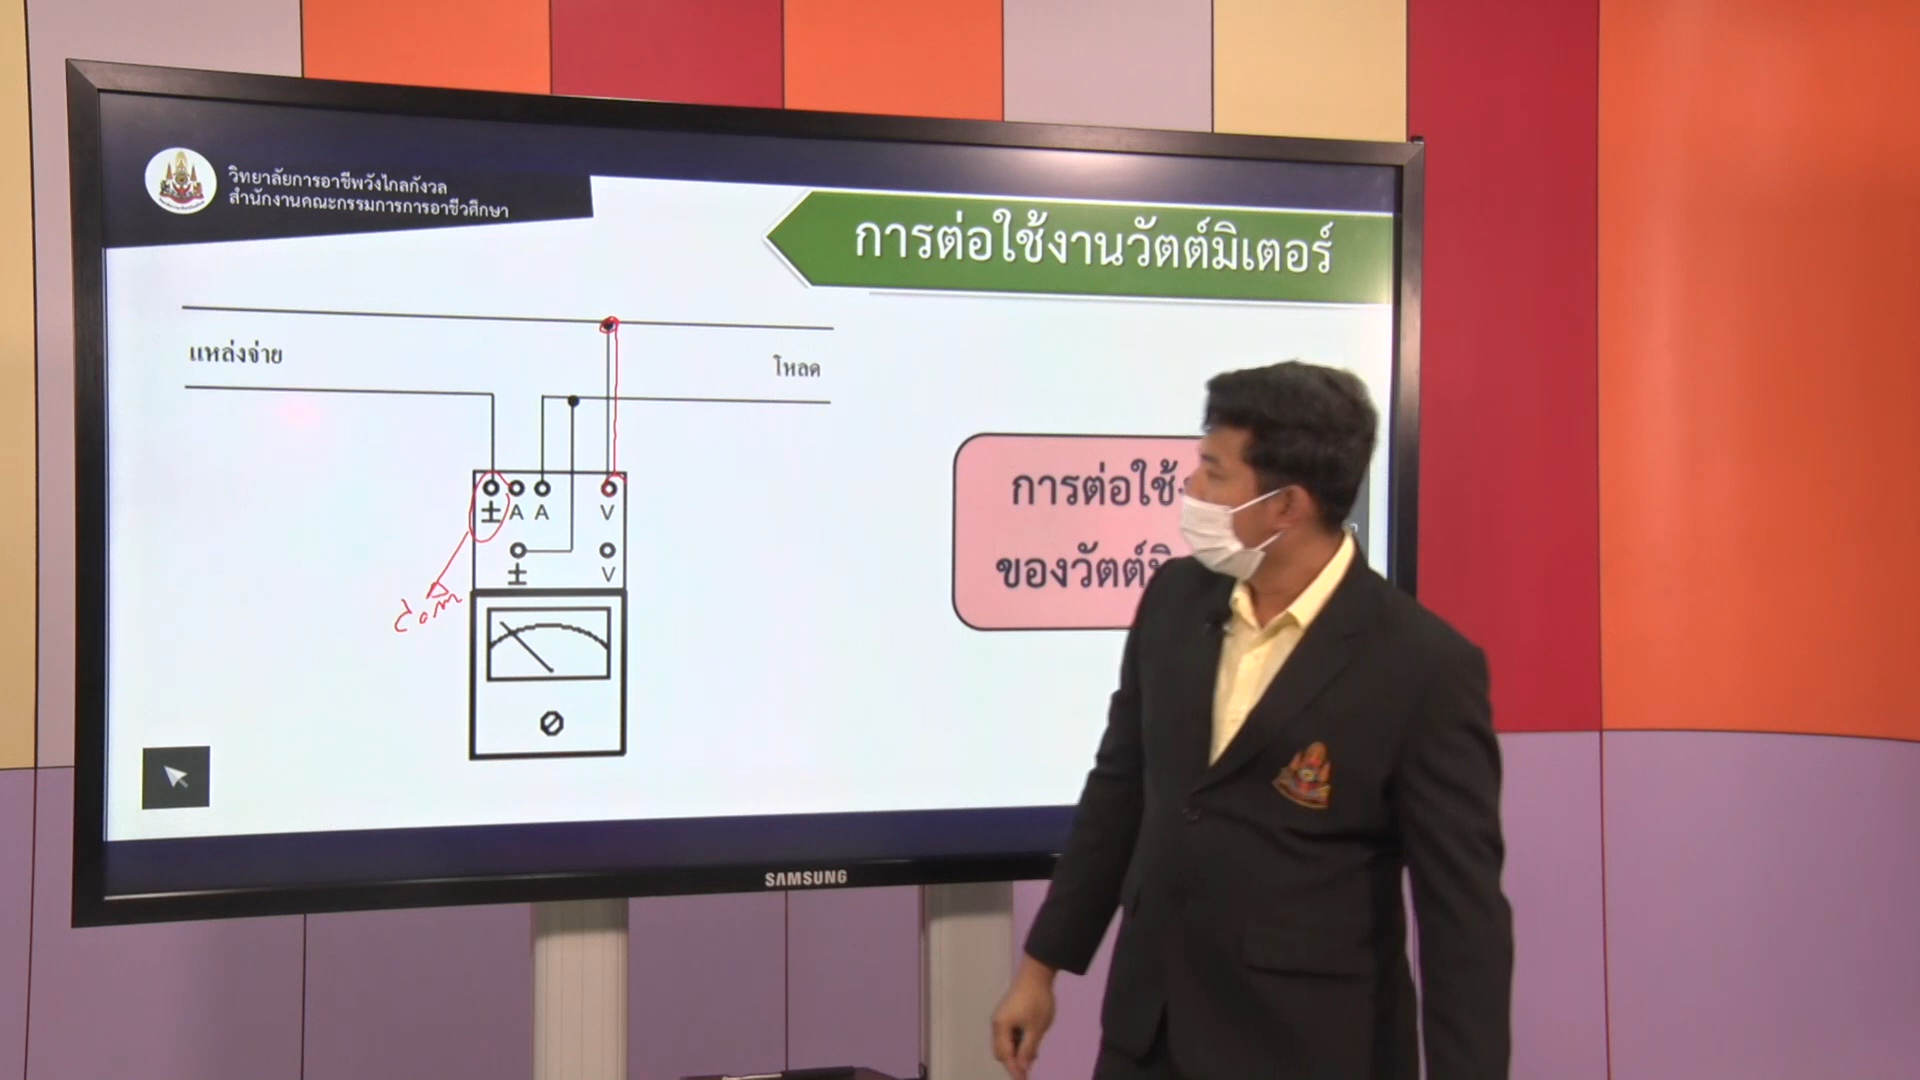 วิทยาลัยการอาชีพวังไกลกังวล
สำนักงานคณะกรรมการการอาชีวศึกษา
การต่อใช้งานวัตต์มิเตอร์
แหล่งจ่าย
โหลด
± A A V
± V
com
การต่อใช้
ของวัตต์มิ
SAMSUNG